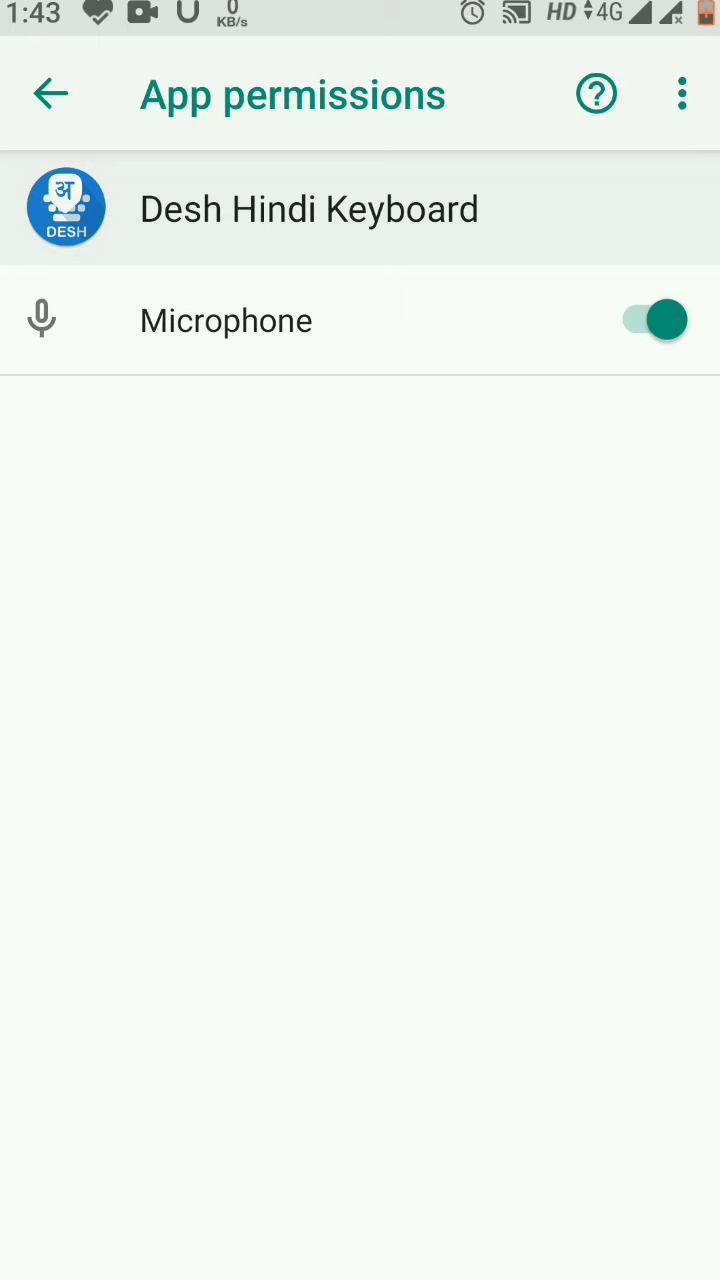 1:43 0 KB/s HD 4G
App permissions
अ
DESH
Desh Hindi Keyboard
Microphone